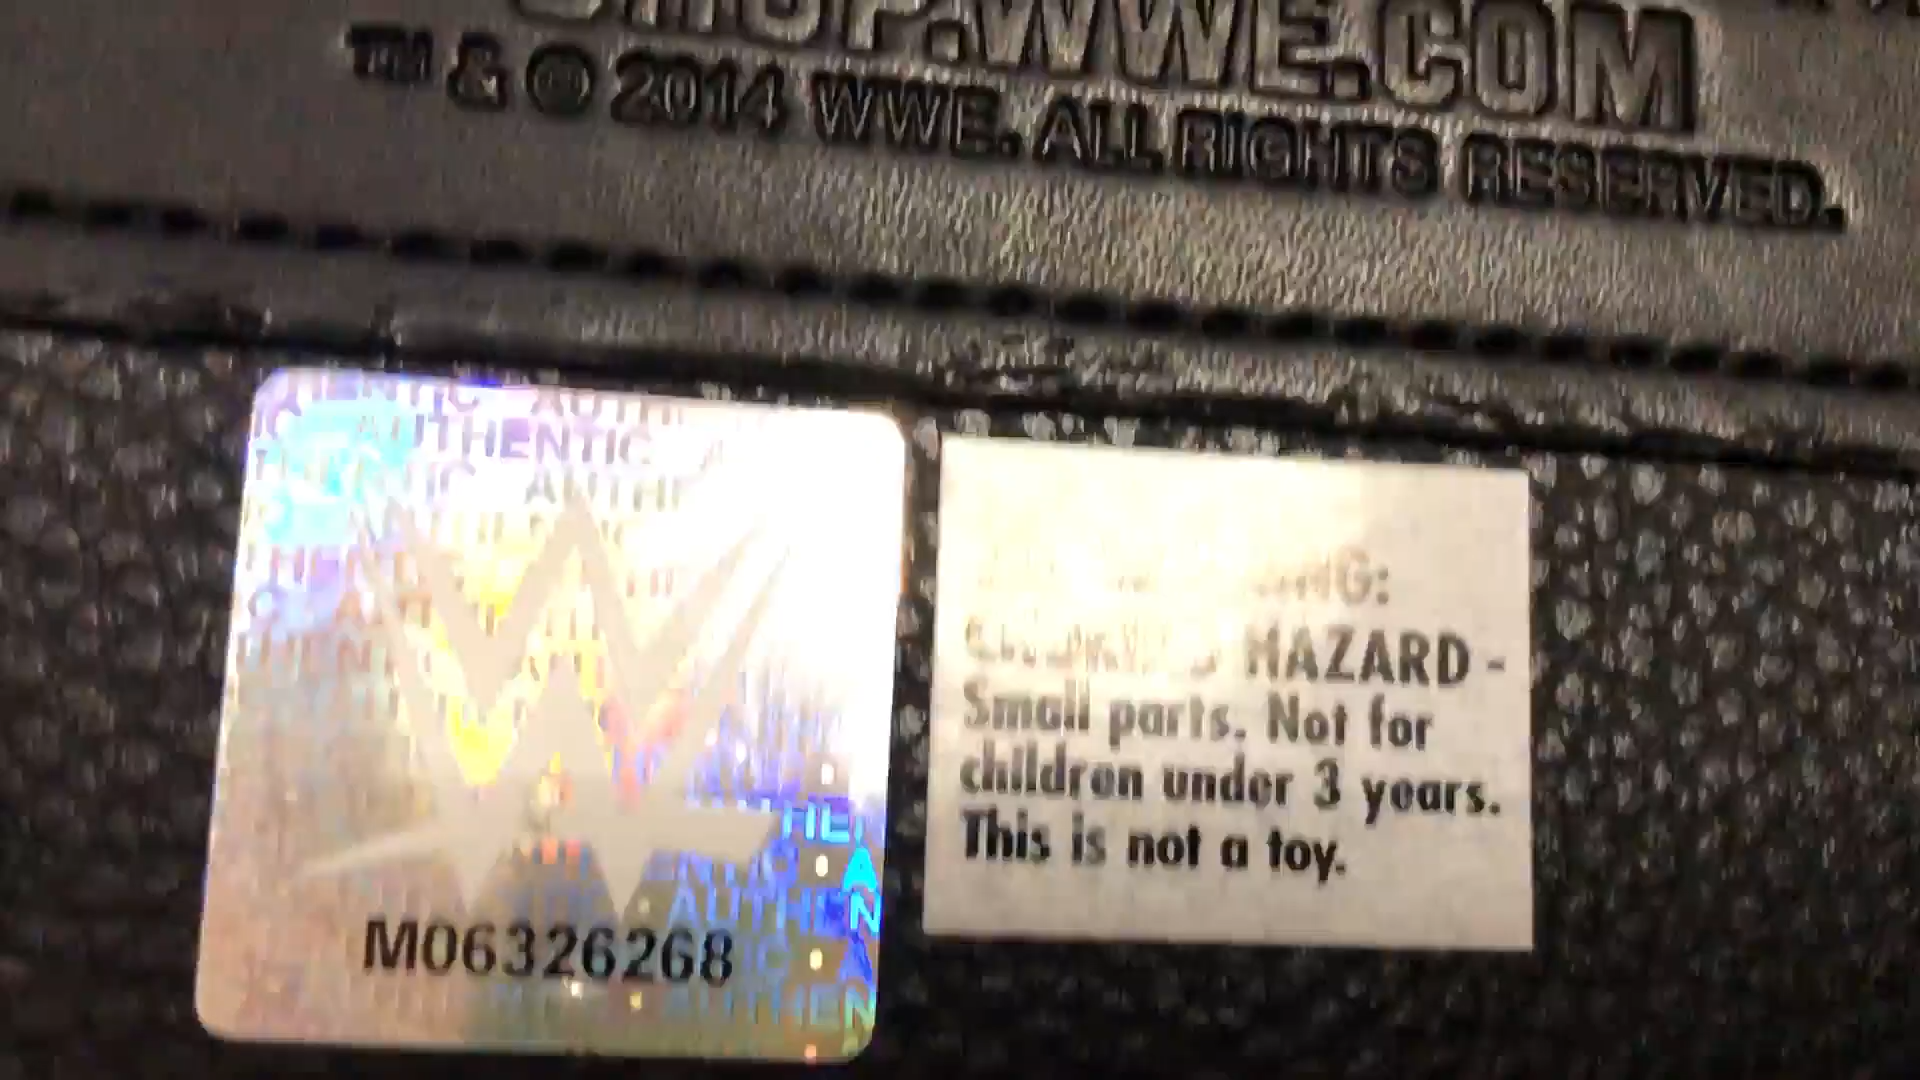 SHOP.WWE.COM
™ & © 2014 WWE. ALL RIGHTS RESERVED.
AUTHENTIC
M06326268
HAZARD -
Small parts. Not for
children under 3 years.
This is not a toy.